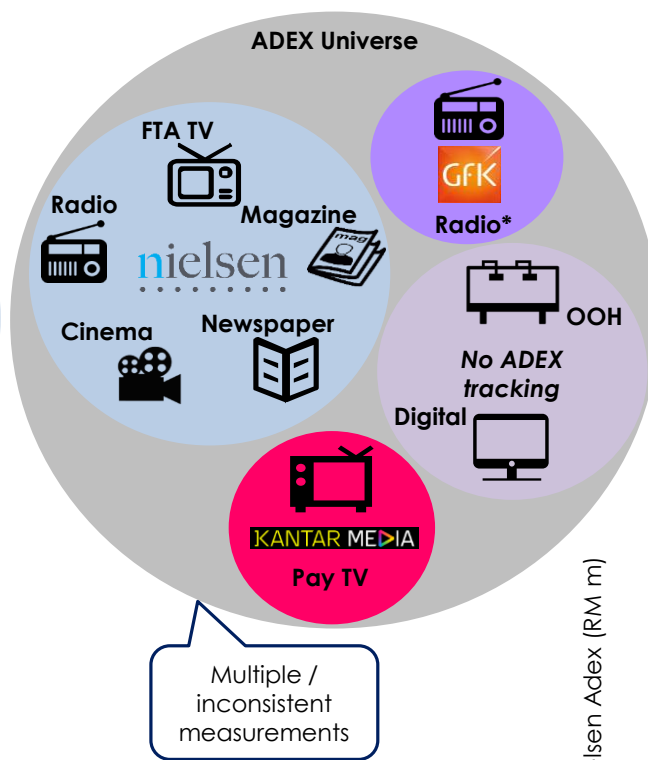 ADEX Universe
FTA TV
Radio
Magazine
mag
nielsen
Cinema
Newspaper
GfK
Radio*
OOH
No ADEX
tracking
Digital
KANTAR MEDIA
Pay TV
Multiple /
inconsistent
measurements
lsen Adex (RM m)